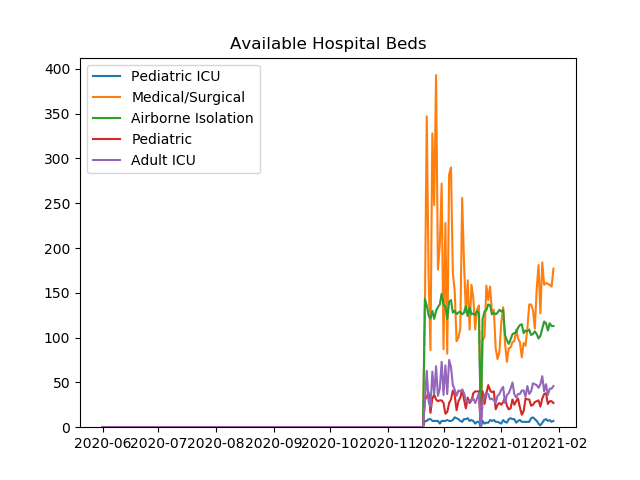 Available Hospital Beds
400
350
300
250
200
150
100
50
0
Pediatric ICU
Medical/Surgical
Airborne Isolation
Pediatric
Adult ICU
2020-06 2020-07 2020-08 2020-09 2020-10 2020-11 2020-12 2021-01 2021-02